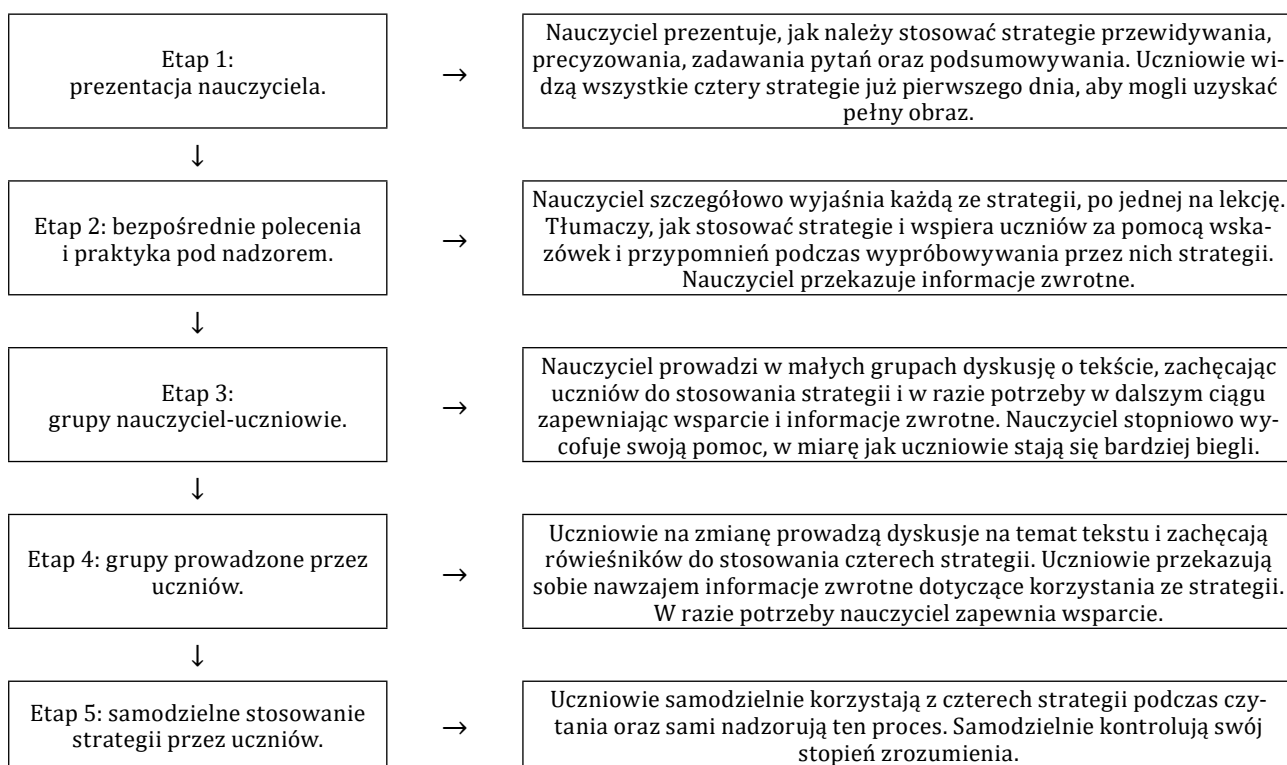 Etap 1:
prezentacja nauczyciela.
→
Nauczyciel prezentuje, jak należy stosować strategie przewidywania,
precyzowania, zadawania pytań oraz podsumowywania. Uczniowie wi-
dzą wszystkie cztery strategie już pierwszego dnia, aby mogli uzyskać
pełny obraz.
↓
Etap 2: bezpośrednie polecenia
i praktyka pod nadzorem.
→
Nauczyciel szczegółowo wyjaśnia każdą ze strategii, po jednej na lekcję.
Tłumaczy, jak stosować strategie i wspiera uczniów za pomocą wska-
zówek i przypomnień podczas wypróbowywania przez nich strategii.
Nauczyciel przekazuje informacje zwrotne.
↓
Etap 3:
grupy nauczyciel-uczniowie.
→
Nauczyciel prowadzi w małych grupach dyskusję o tekście, zachęcając
uczniów do stosowania strategii i w razie potrzeby w dalszym ciągu
zapewniając wsparcie i informacje zwrotne. Nauczyciel stopniowo wy-
cofuje swoją pomoc, w miarę jak uczniowie stają się bardziej biegli.
↓
Etap 4: grupy prowadzone przez
uczniów.
→
Uczniowie na zmianę prowadzą dyskusje na temat tekstu i zachęcają
rówieśników do stosowania czterech strategii. Uczniowie przekazują
sobie nawzajem informacje zwrotne dotyczące korzystania ze strategii.
W razie potrzeby nauczyciel zapewnia wsparcie.
↓
Etap 5: samodzielne stosowanie
strategii przez uczniów.
→
Uczniowie samodzielnie korzystają z czterech strategii podczas czy-
tania oraz sami nadzorują ten proces. Samodzielnie kontrolują swój
stopień zrozumienia.